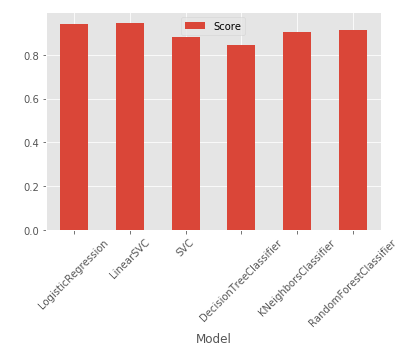 Score
0.8
0.6
0.4
0.2
0.0
LogisticRegression
LinearSVC
SVC
DecisionTreeClassifier
KNeighborsClassifier
RandomForestClassifier
Model